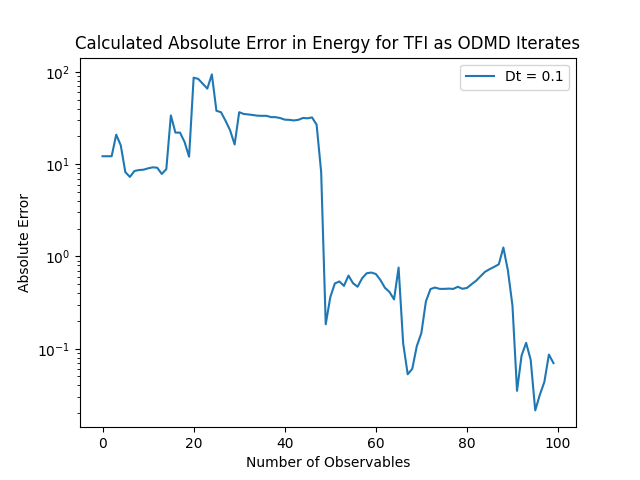 Calculated Absolute Error in Energy for TFI as ODMD Iterates
Dt = 0.1
10²
10¹
10⁰
10⁻¹
Absolute Error
0 20 40 60 80 100
Number of Observables